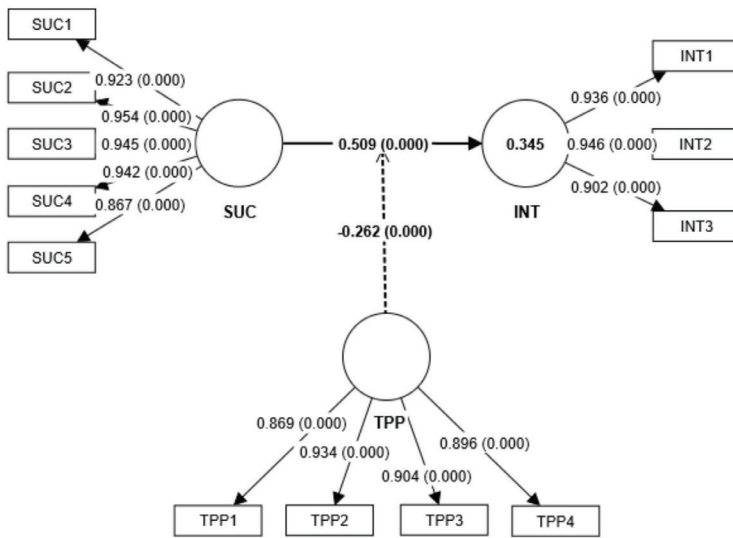 SUC1
SUC2
SUC3
SUC4
SUC5
0.923 (0.000)
0.954 (0.000)
0.945 (0.000)
0.942 (0.000)
0.867 (0.000)
SUC
0.509 (0.000)
-0.262 (0.000)
0.345
INT
0.936 (0.000)
0.946 (0.000)
0.902 (0.000)
INT1
INT2
INT3
TPP
0.869 (0.000)
0.934 (0.000)
0.904 (0.000)
0.896 (0.000)
TPP1
TPP2
TPP3
TPP4